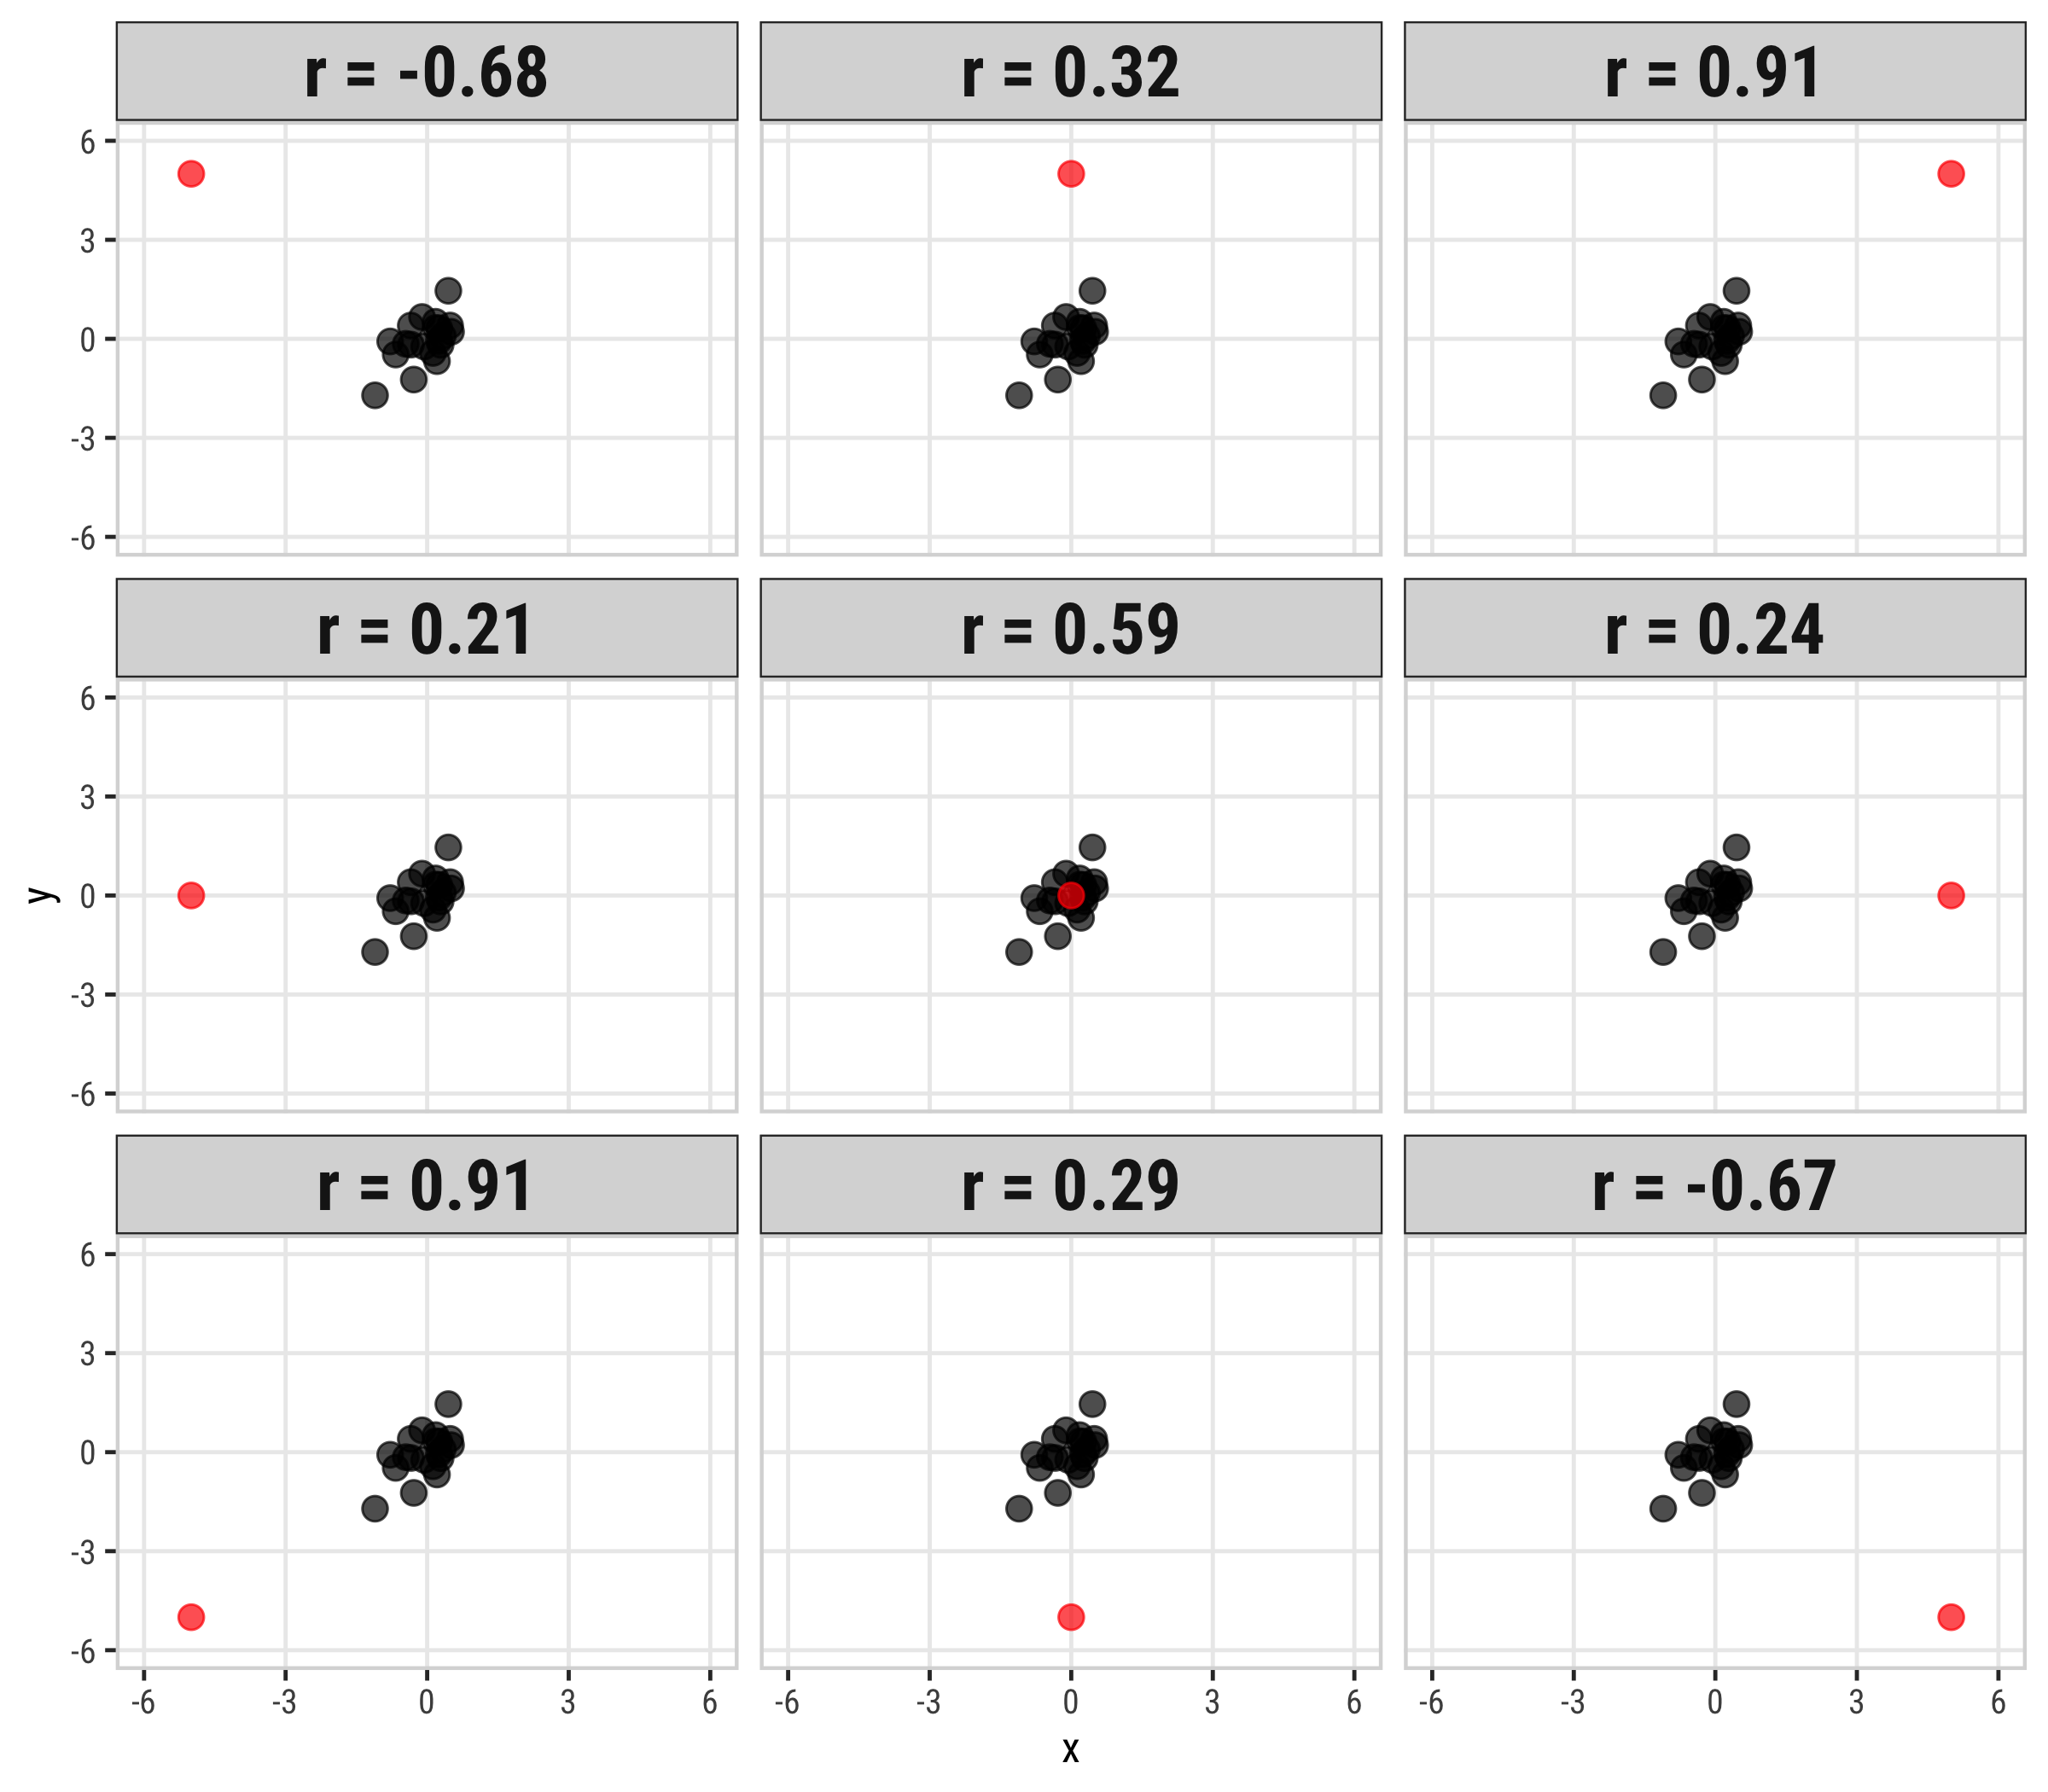 r = -0.68 r = 0.32 r = 0.91
6
3
0
-3
-6
r = 0.21 r = 0.59 r = 0.24
6
3
0
-3
-6
y
r = 0.91 r = 0.29 r = -0.67
6
3
0
-3
-6
-6 -3 0 3 6 -6 -3 0 3 6 -6 -3 0 3 6
x